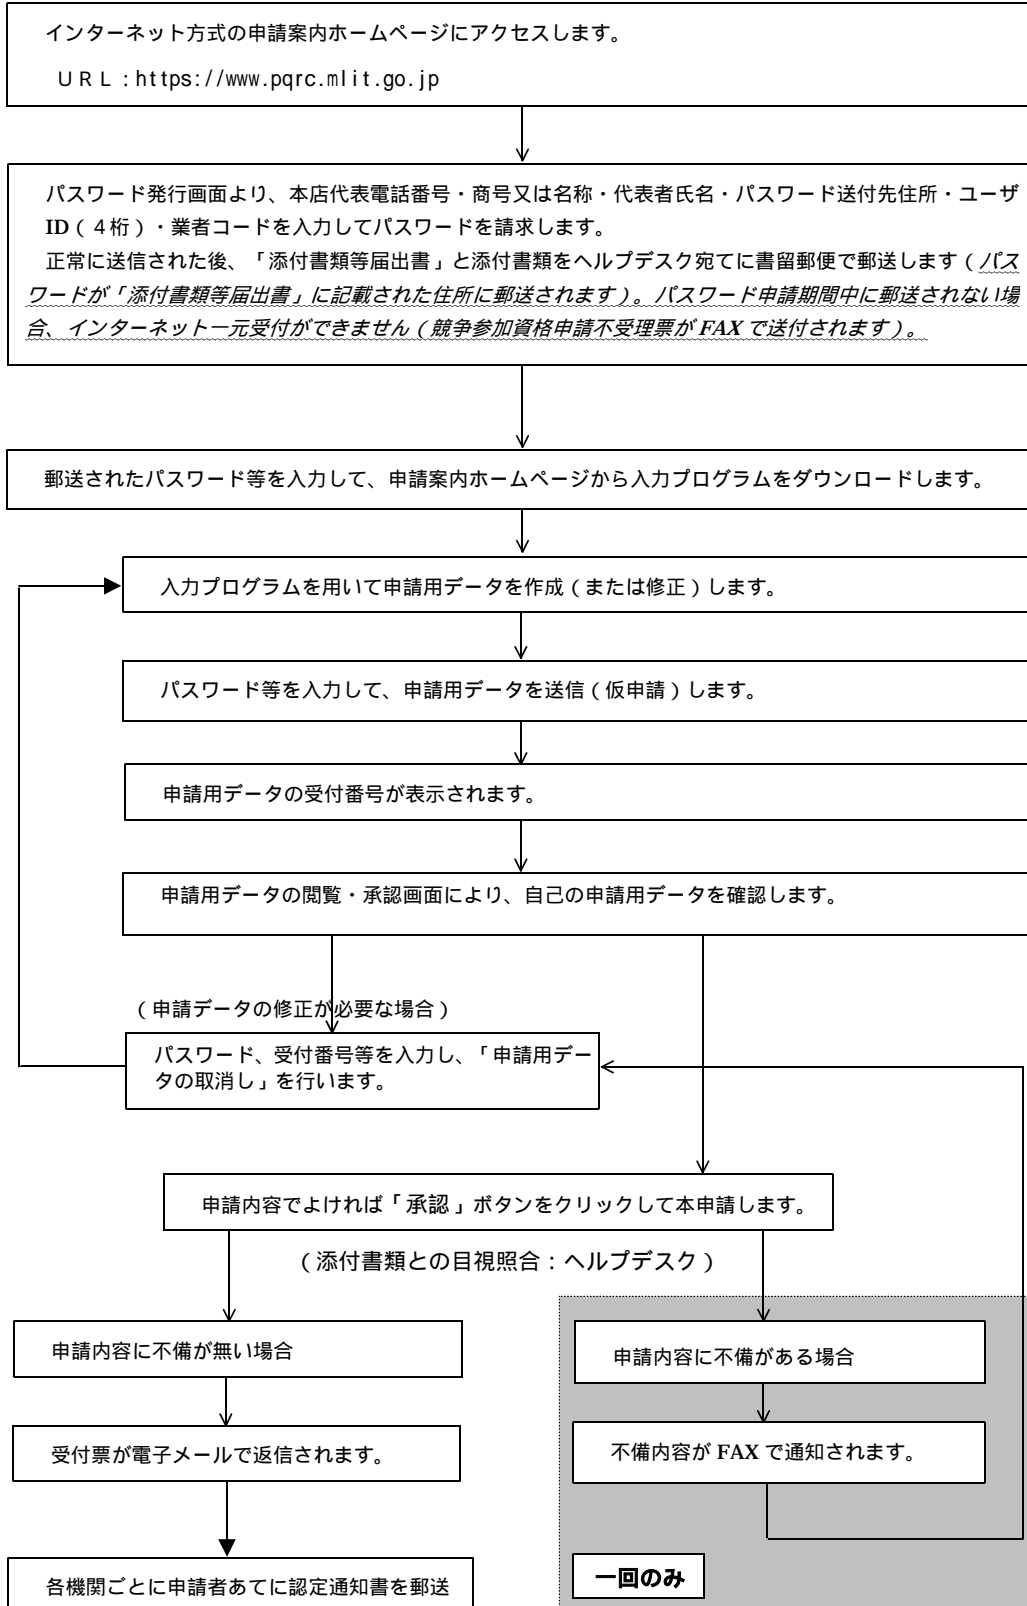 インターネット方式の申請案内ホームページにアクセスします。
ＵＲＬ：https://www.pqrc.mlit.go.jp
パスワード発行画面より、本店代表電話番号・商号又は名称・代表者氏名・パスワード送付先住所・ユーザ
ID（４桁）・業者コードを入力してパスワードを請求します。
正常に送信された後、「添付書類等届出書」と添付書類をヘルプデスク宛てに書留郵便で郵送します（パス
ワードが「添付書類等届出書」に記載された住所に郵送されます）。パスワード申請期間中に郵送されない場
合、インターネット一元受付ができません（競争参加資格申請不受理票が FAX で送付されます）。
郵送されたパスワード等を入力して、申請案内ホームページから入力プログラムをダウンロードします。
入力プログラムを用いて申請用データを作成（または修正）します。
パスワード等を入力して、申請用データを送信（仮申請）します。
申請用データの受付番号が表示されます。
申請用データの閲覧・承認画面により、自己の申請用データを確認します。
（申請データの修正が必要な場合）
パスワード、受付番号等を入力し、「申請用デー
タの取消し」を行います。
申請内容でよければ「承認」ボタンをクリックして本申請します。
（添付書類との目視照合：ヘルプデスク）
申請内容に不備が無い場合
申請内容に不備がある場合
受付票が電子メールで返信されます。
不備内容が FAX で通知されます。
各機関ごとに申請者あてに認定通知書を郵送
一回のみ